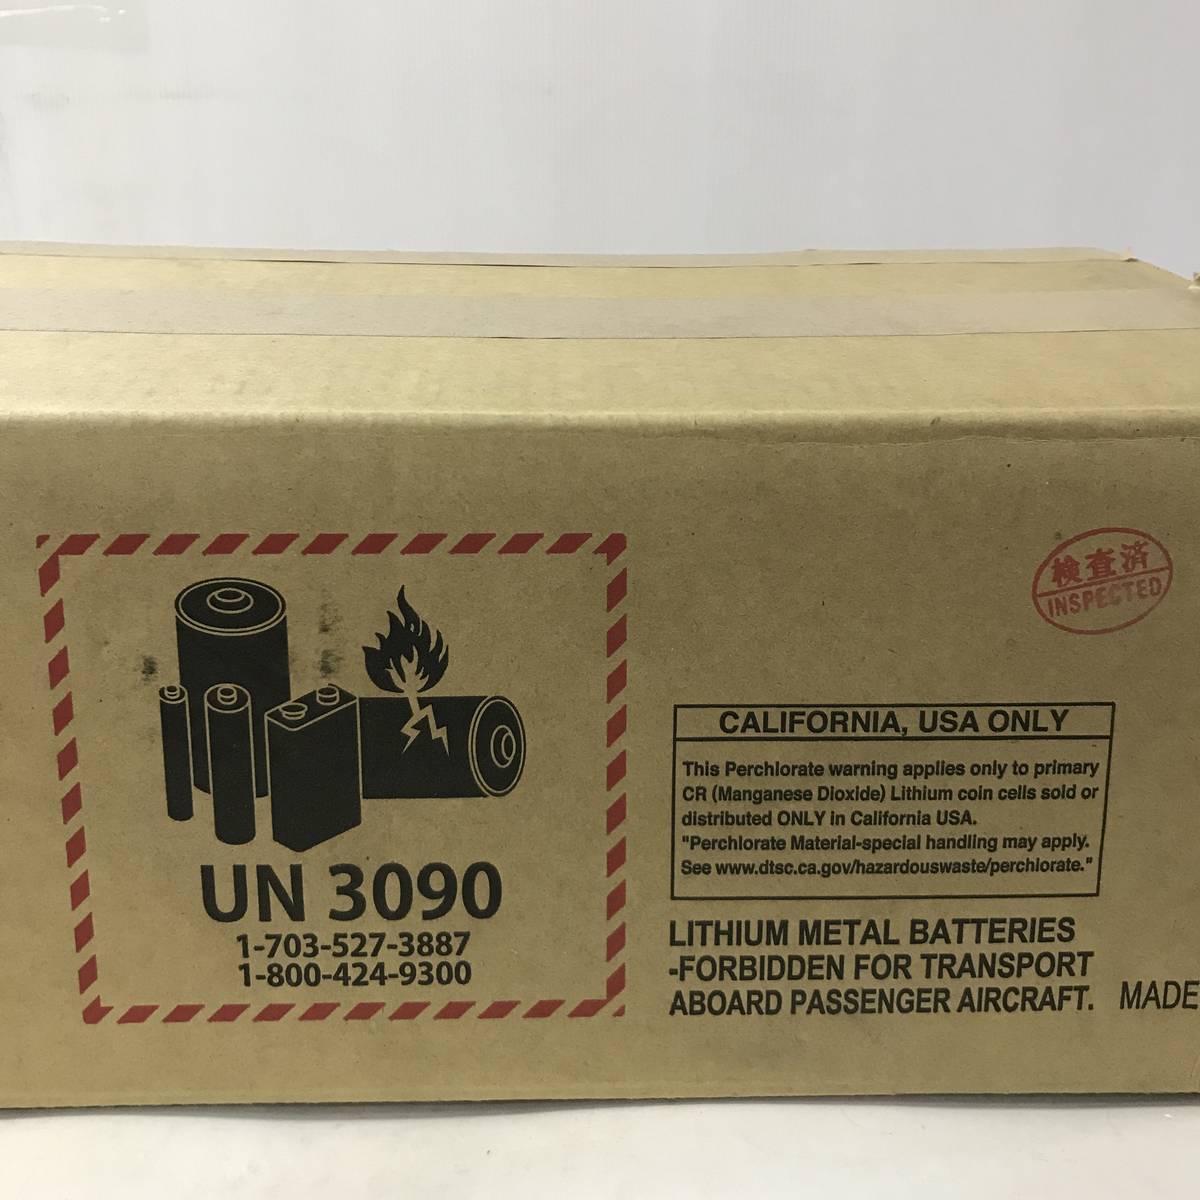 検査済
INSPECTED
CALIFORNIA, USA ONLY
This Perchlorate warning applies only to primary
CR (Manganese Dioxide) Lithium coin cells sold or
distributed ONLY in California USA.
"Perchlorate Material-special handling may apply.
See www.dtsc.ca.gov/hazardouswaste/perchlorate."
UN 3090
1-703-527-3887
1-800-424-9300
LITHIUM METAL BATTERIES
-FORBIDDEN FOR TRANSPORT
ABOARD PASSENGER AIRCRAFT. MADE